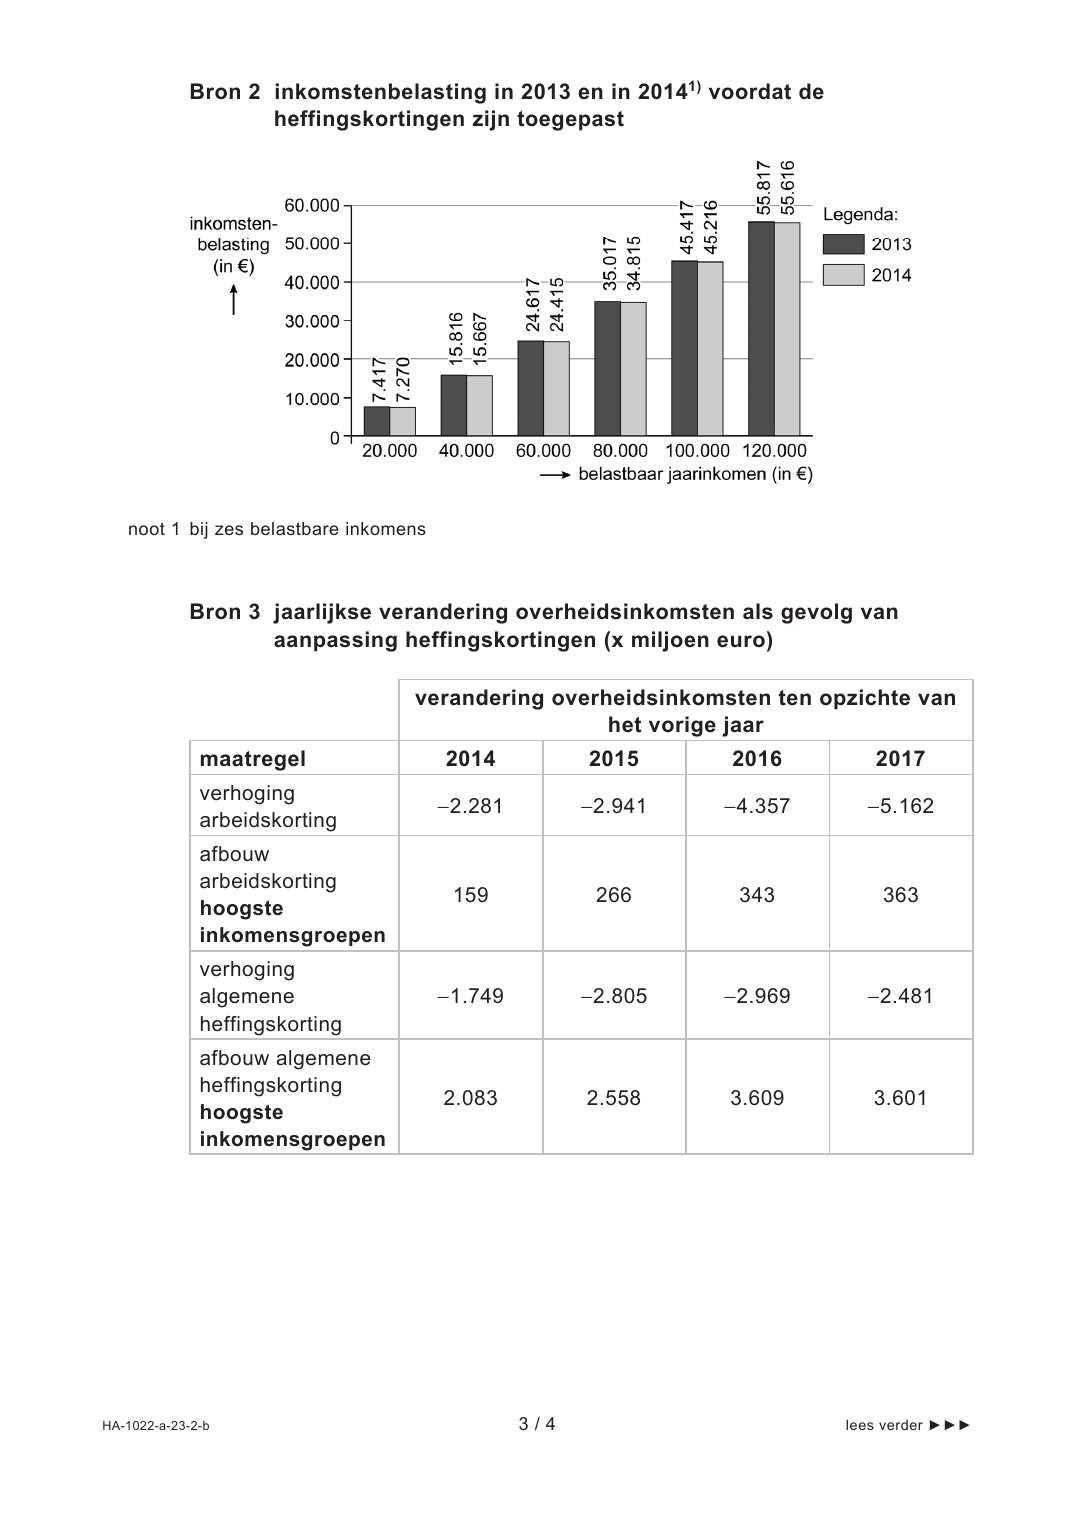 Bron 2 inkomstenbelasting in 2013 en in 2014¹⁾ voordat de
heffingskortingen zijn toegepast
inkomsten-
belasting
(in €)
60.000
50.000
40.000
30.000
20.000
10.000
0
7.417
7.270
15.816
15.667
24.617
24.415
35.017
34.815
45.417
45.216
55.817
55.616
Legenda:
2013
2014
20.000 40.000 60.000 80.000 100.000 120.000
belastbaar jaarinkomen (in €)
noot 1 bij zes belastbare inkomens
Bron 3 jaarlijkse verandering overheidsinkomsten als gevolg van
aanpassing heffingskortingen (x miljoen euro)
verandering overheidsinkomsten ten opzichte van
het vorige jaar
maatregel 2014 2015 2016 2017
verhoging
arbeidskorting
−2.281 −2.941 −4.357 −5.162
afbouw
arbeidskorting
hoogste
inkomensgroepen
159 266 343 363
verhoging
algemene
heffingskorting
−1.749 −2.805 −2.969 −2.481
afbouw algemene
heffingskorting
hoogste
inkomensgroepen
2.083 2.558 3.609 3.601
HA-1022-a-23-2-b 3 / 4 lees verder ►►►